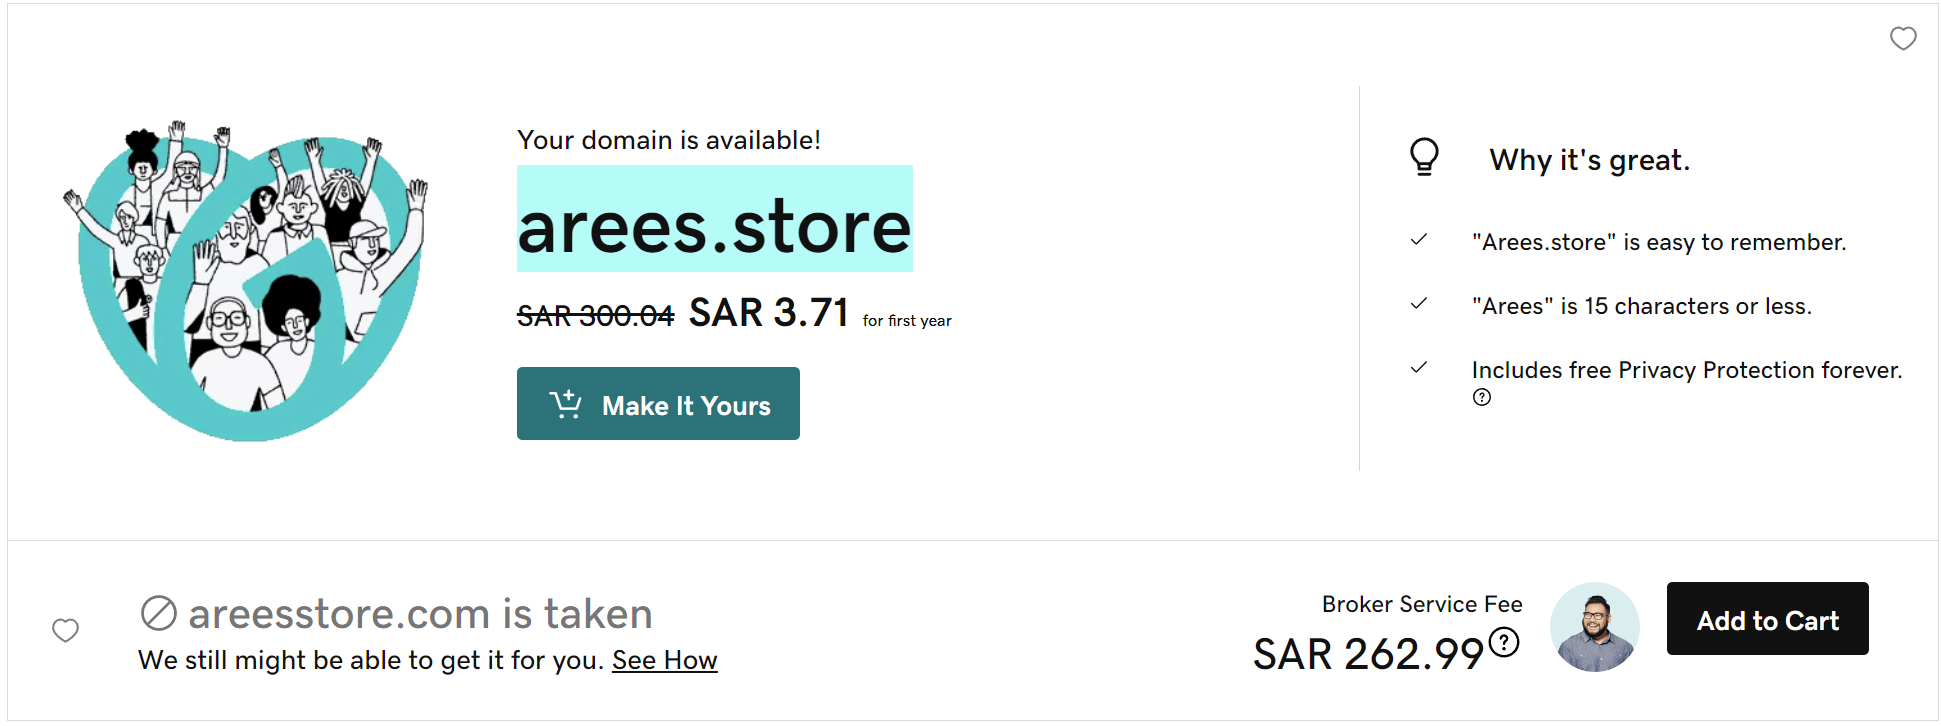 Your domain is available!
arees.store
SAR 300.04 SAR 3.71 for first year
Make It Yours
Why it's great.
"Arees.store" is easy to remember.
"Arees" is 15 characters or less.
Includes free Privacy Protection forever.
?
areesstore.com is taken
We still might be able to get it for you. See How
Broker Service Fee
SAR 262.99 ?
Add to Cart